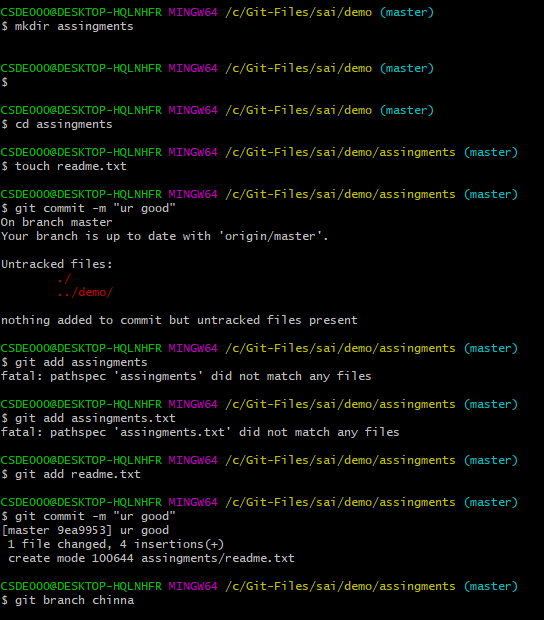 CSDE000@DESKTOP-HQLNHFR MINGW64 /c/Git-Files/sai/demo (master)
$ mkdir assingments
CSDE000@DESKTOP-HQLNHFR MINGW64 /c/Git-Files/sai/demo (master)
$
CSDE000@DESKTOP-HQLNHFR MINGW64 /c/Git-Files/sai/demo (master)
$ cd assingments
CSDE000@DESKTOP-HQLNHFR MINGW64 /c/Git-Files/sai/demo/assingments (master)
$ touch readme.txt
CSDE000@DESKTOP-HQLNHFR MINGW64 /c/Git-Files/sai/demo/assingments (master)
$ git commit -m "ur good"
On branch master
Your branch is up to date with 'origin/master'.
Untracked files:
./
../demo/
nothing added to commit but untracked files present
CSDE000@DESKTOP-HQLNHFR MINGW64 /c/Git-Files/sai/demo/assingments (master)
$ git add assingments
fatal: pathspec 'assingments' did not match any files
CSDE000@DESKTOP-HQLNHFR MINGW64 /c/Git-Files/sai/demo/assingments (master)
$ git add assingments.txt
fatal: pathspec 'assingments.txt' did not match any files
CSDE000@DESKTOP-HQLNHFR MINGW64 /c/Git-Files/sai/demo/assingments (master)
$ git add readme.txt
CSDE000@DESKTOP-HQLNHFR MINGW64 /c/Git-Files/sai/demo/assingments (master)
$ git commit -m "ur good"
[master 9ea9953] ur good
1 file changed, 4 insertions(+)
create mode 100644 assingments/readme.txt
CSDE000@DESKTOP-HQLNHFR MINGW64 /c/Git-Files/sai/demo/assingments (master)
$ git branch chinna